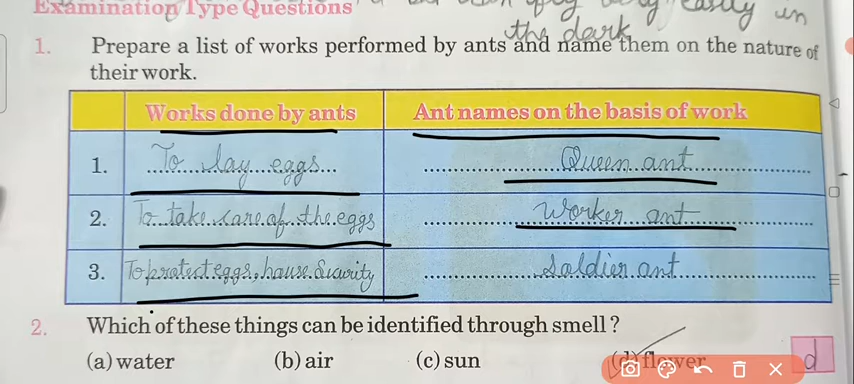 Examination Type Questions
easily in
the dark
1. Prepare a list of works performed by ants and name them on the nature of
their work.
Works done by ants Ant names on the basis of work
1. To lay eggs Queen ant
2. To take care of the eggs Worker ant
3. To protect eggs, house Scurity Soldier ant
2. Which of these things can be identified through smell?
(a) water (b) air (c) sun (d) flower d